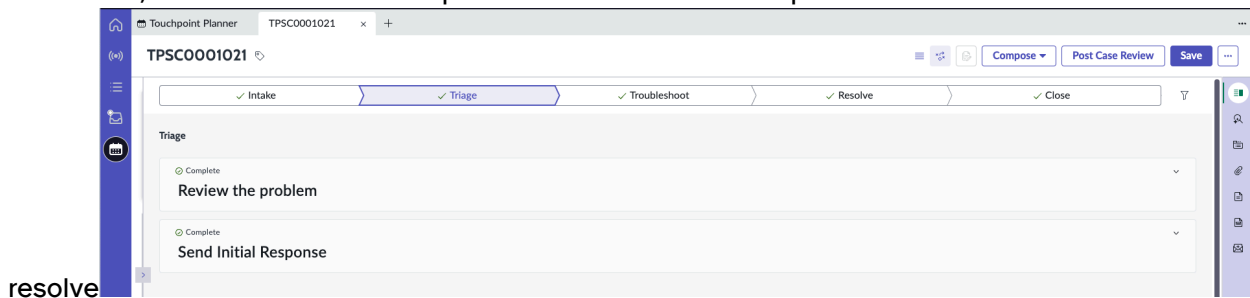 Touchpoint Planner TPSC0001021 × + ...
TPSC0001021 Compose Post Case Review Save ...
Intake Triage Troubleshoot Resolve Close
Triage
Complete
Review the problem
Complete
Send Initial Response
resolve